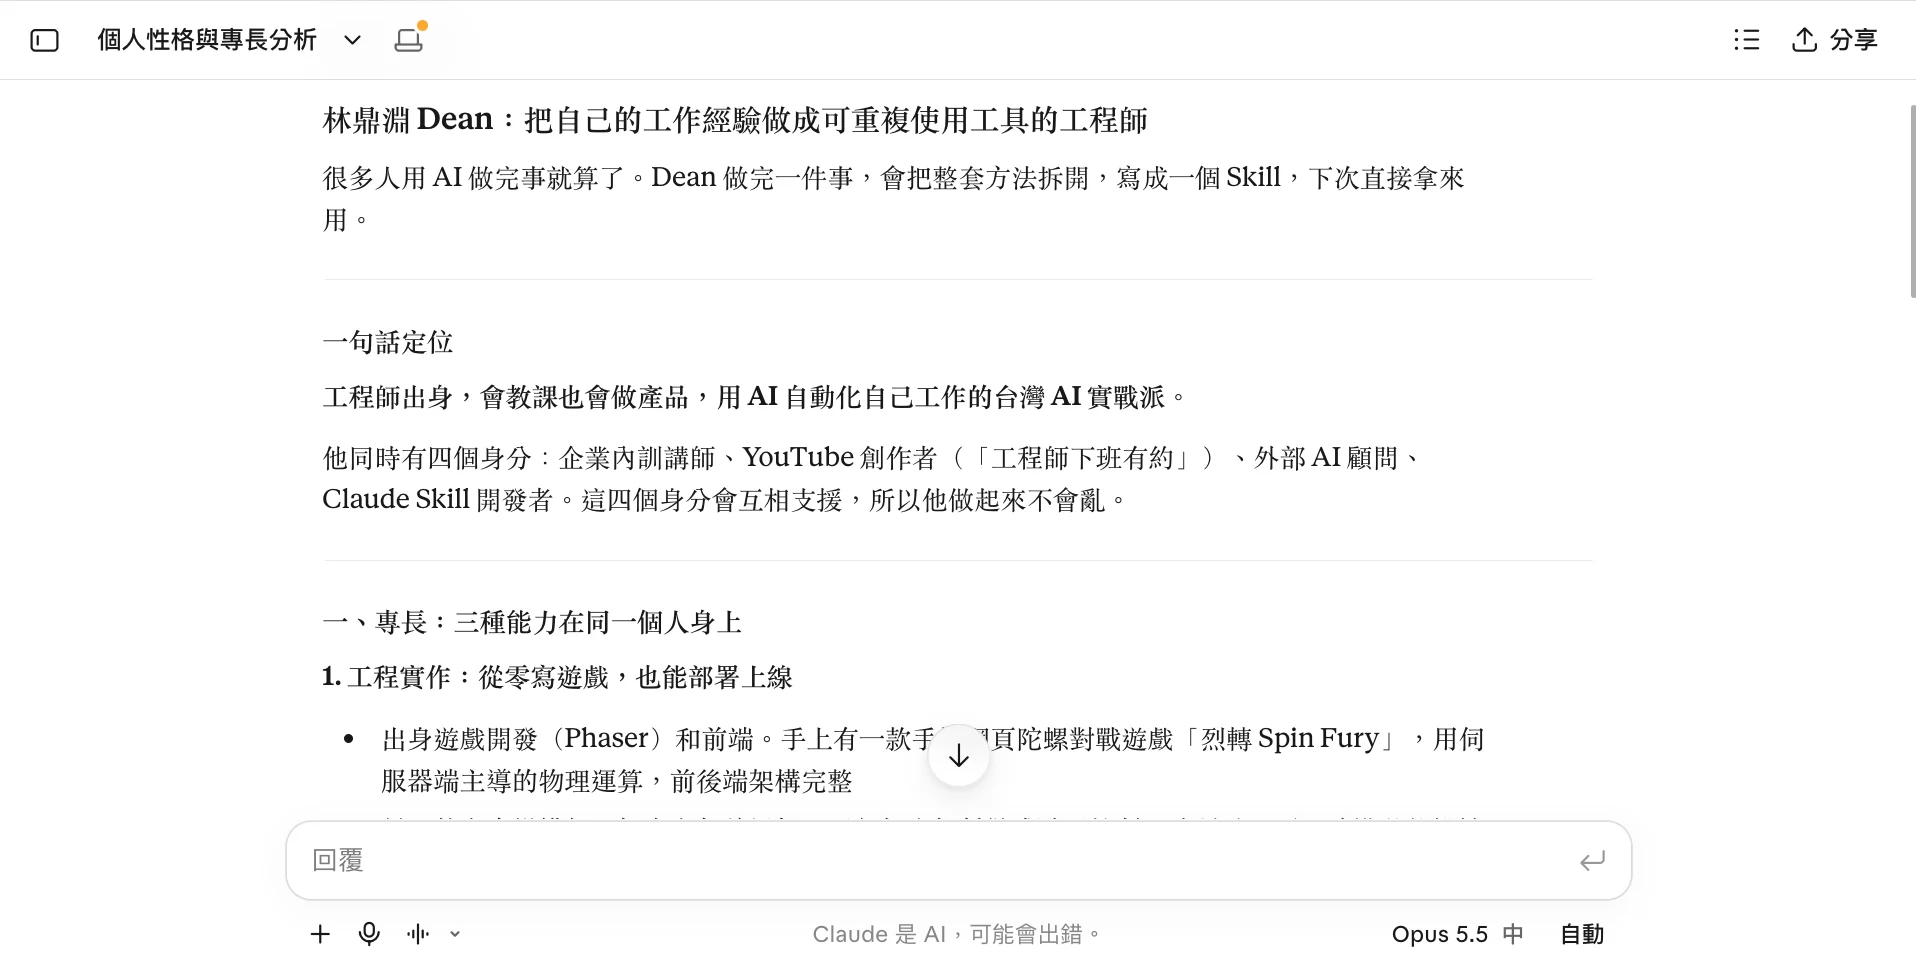 個人性格與專長分析
分享
林鼎淵 Dean：把自己的工作經驗做成可重複使用工具的工程師
很多人用 AI 做完事就算了。Dean 做完一件事，會把整套方法拆開，寫成一個 Skill，下次直接拿來
用。
一句話定位
工程師出身，會教課也會做產品，用 AI 自動化自己工作的台灣 AI 實戰派。
他同時有四個身分：企業內訓講師、YouTube 創作者（「工程師下班有約」）、外部 AI 顧問、
Claude Skill 開發者。這四個身分會互相支援，所以他做起來不會亂。
一、專長：三種能力在同一個人身上
1. 工程實作：從零寫遊戲，也能部署上線
出身遊戲開發（Phaser）和前端。手上有一款手 頁陀螺對戰遊戲「烈轉 Spin Fury」，用伺
服器端主導的物理運算，前後端架構完整
回覆
Claude 是 AI，可能會出錯。
Opus 5.5 中 自動